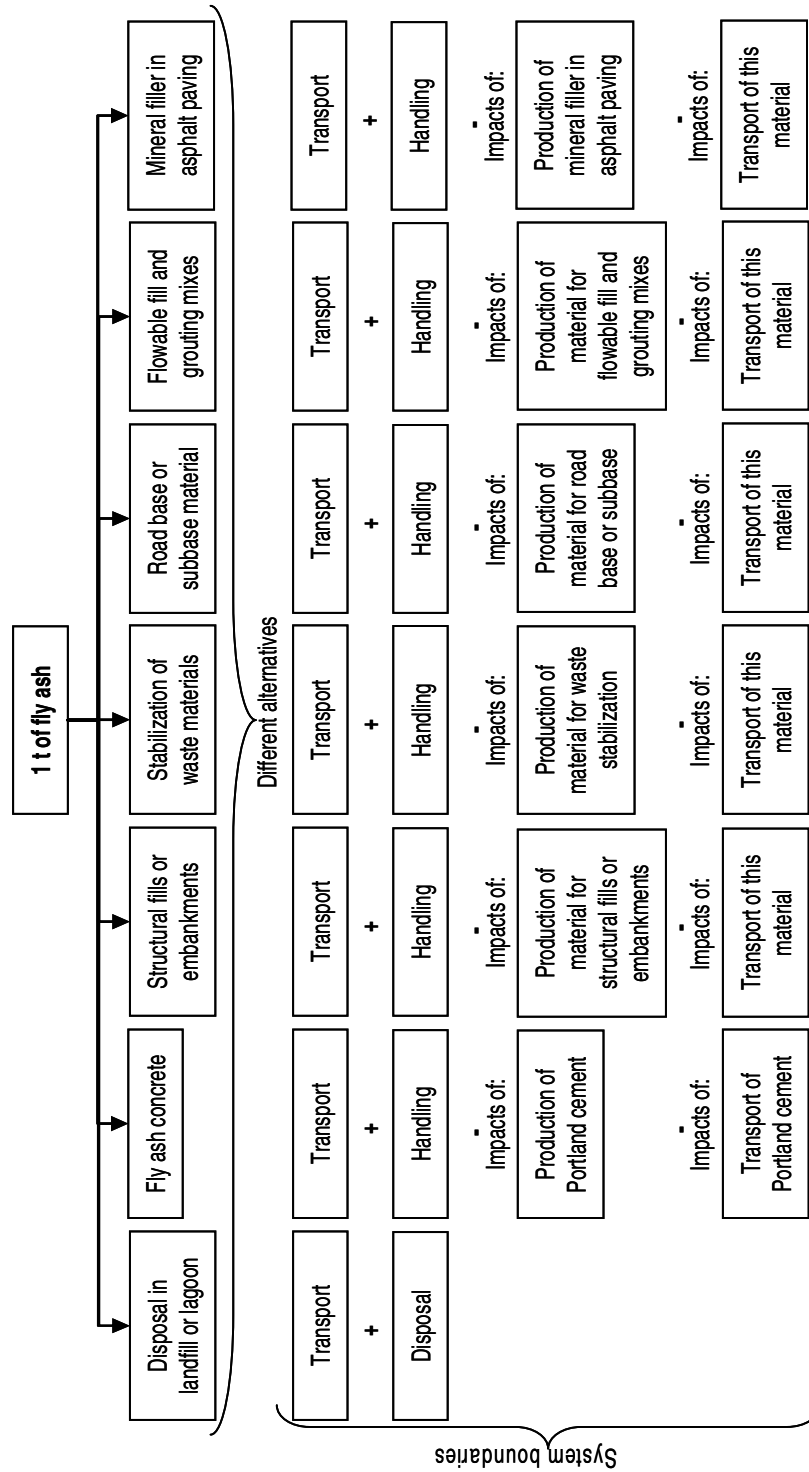 1 t of fly ash
Disposal in
landfill or lagoon
Fly ash concrete
Structural fills or
embankments
Stabilization of
waste materials
Road base or
subbase material
Flowable fill and
grouting mixes
Mineral filler in
asphalt paving
Different alternatives
System boundaries
Transport
+
Disposal
Transport
+
Handling
-
Impacts of:
Production of
Portland cement
-
Impacts of:
Transport of
Portland cement
Transport
+
Handling
-
Impacts of:
Production of
material for
structural fills or
embankments
-
Impacts of:
Transport of this
material
Transport
+
Handling
-
Impacts of:
Production of
material for waste
stabilization
-
Impacts of:
Transport of this
material
Transport
+
Handling
-
Impacts of:
Production of
material for road
base or subbase
-
Impacts of:
Transport of this
material
Transport
+
Handling
-
Impacts of:
Production of
material for
flowable fill and
grouting mixes
-
Impacts of:
Transport of this
material
Transport
+
Handling
-
Impacts of:
Production of
mineral filler in
asphalt paving
-
Impacts of:
Transport of this
material